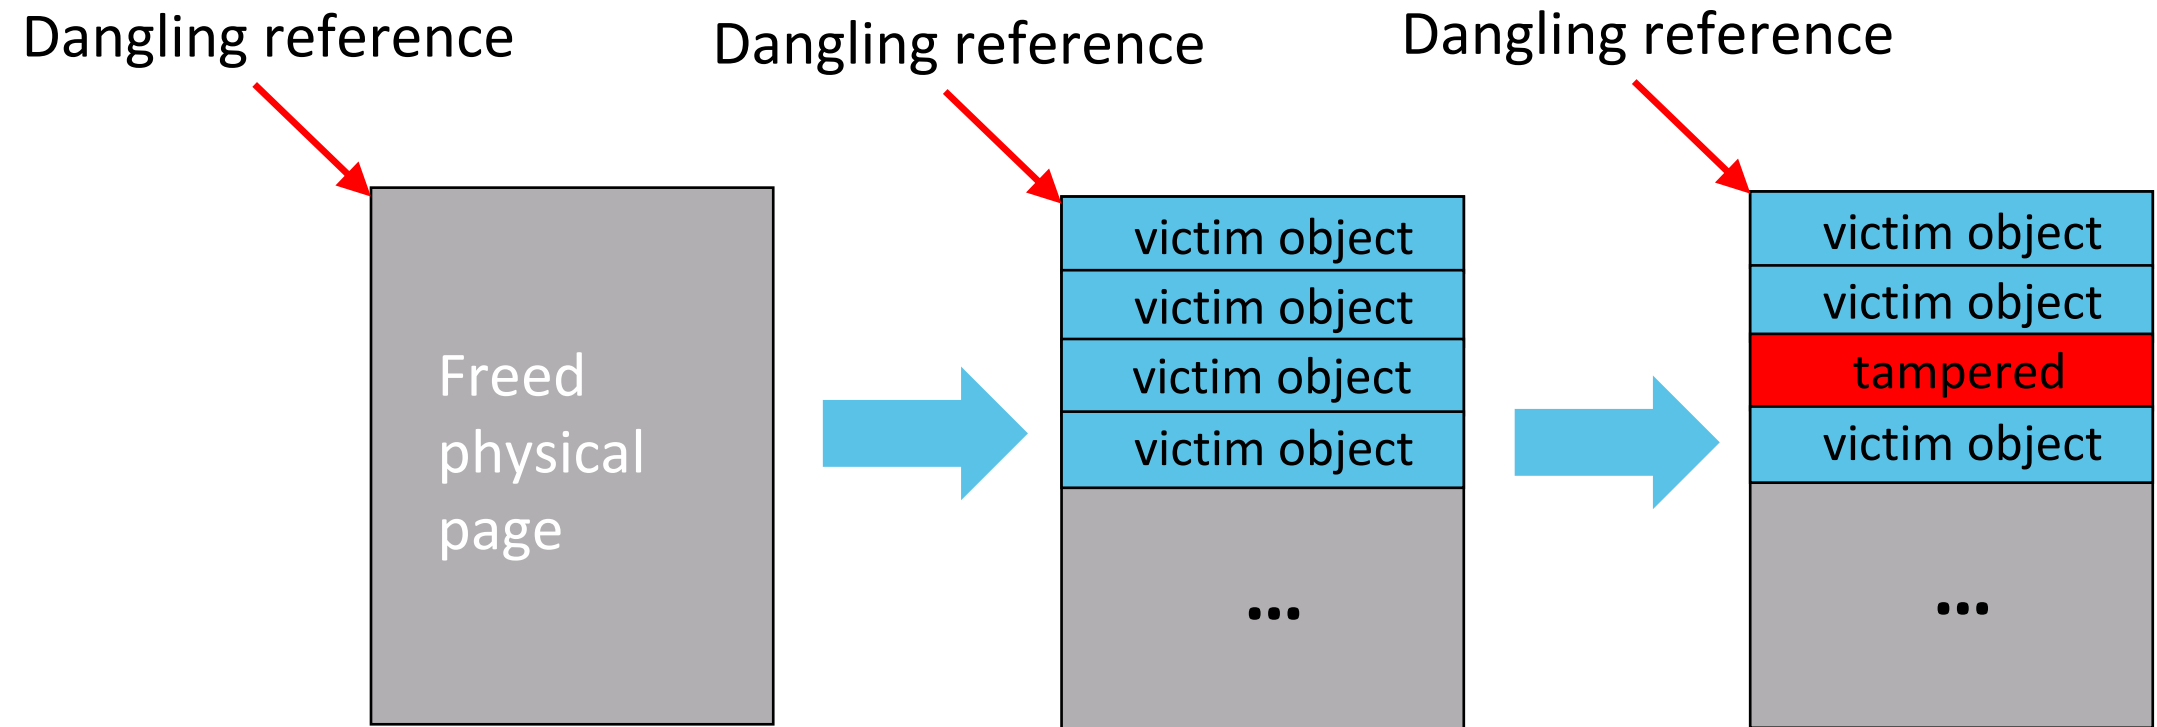 Dangling reference
Dangling reference
Dangling reference
Freed
physical
page
victim object
victim object
victim object
victim object
...
victim object
victim object
tampered
victim object
...